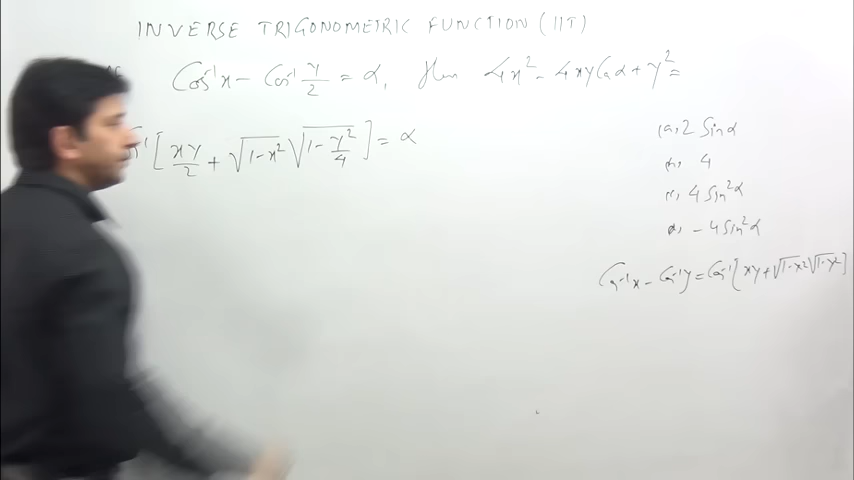 INVERSE TRIGONOMETRIC FUNCTION (IIT)
Cos⁻¹x - Cos⁻¹ y/2 = α, then 4x² - 4xy Cos α + y² =
[xy/2 + √1-x² √1-y²/4] = α
(a) 2 Sinα
(b) 4
(c) 4 Sin²α
(d) - 4 Sin²α
Cos⁻¹x - Cos⁻¹y = Cos⁻¹[xy + √1-x² √1-y²]